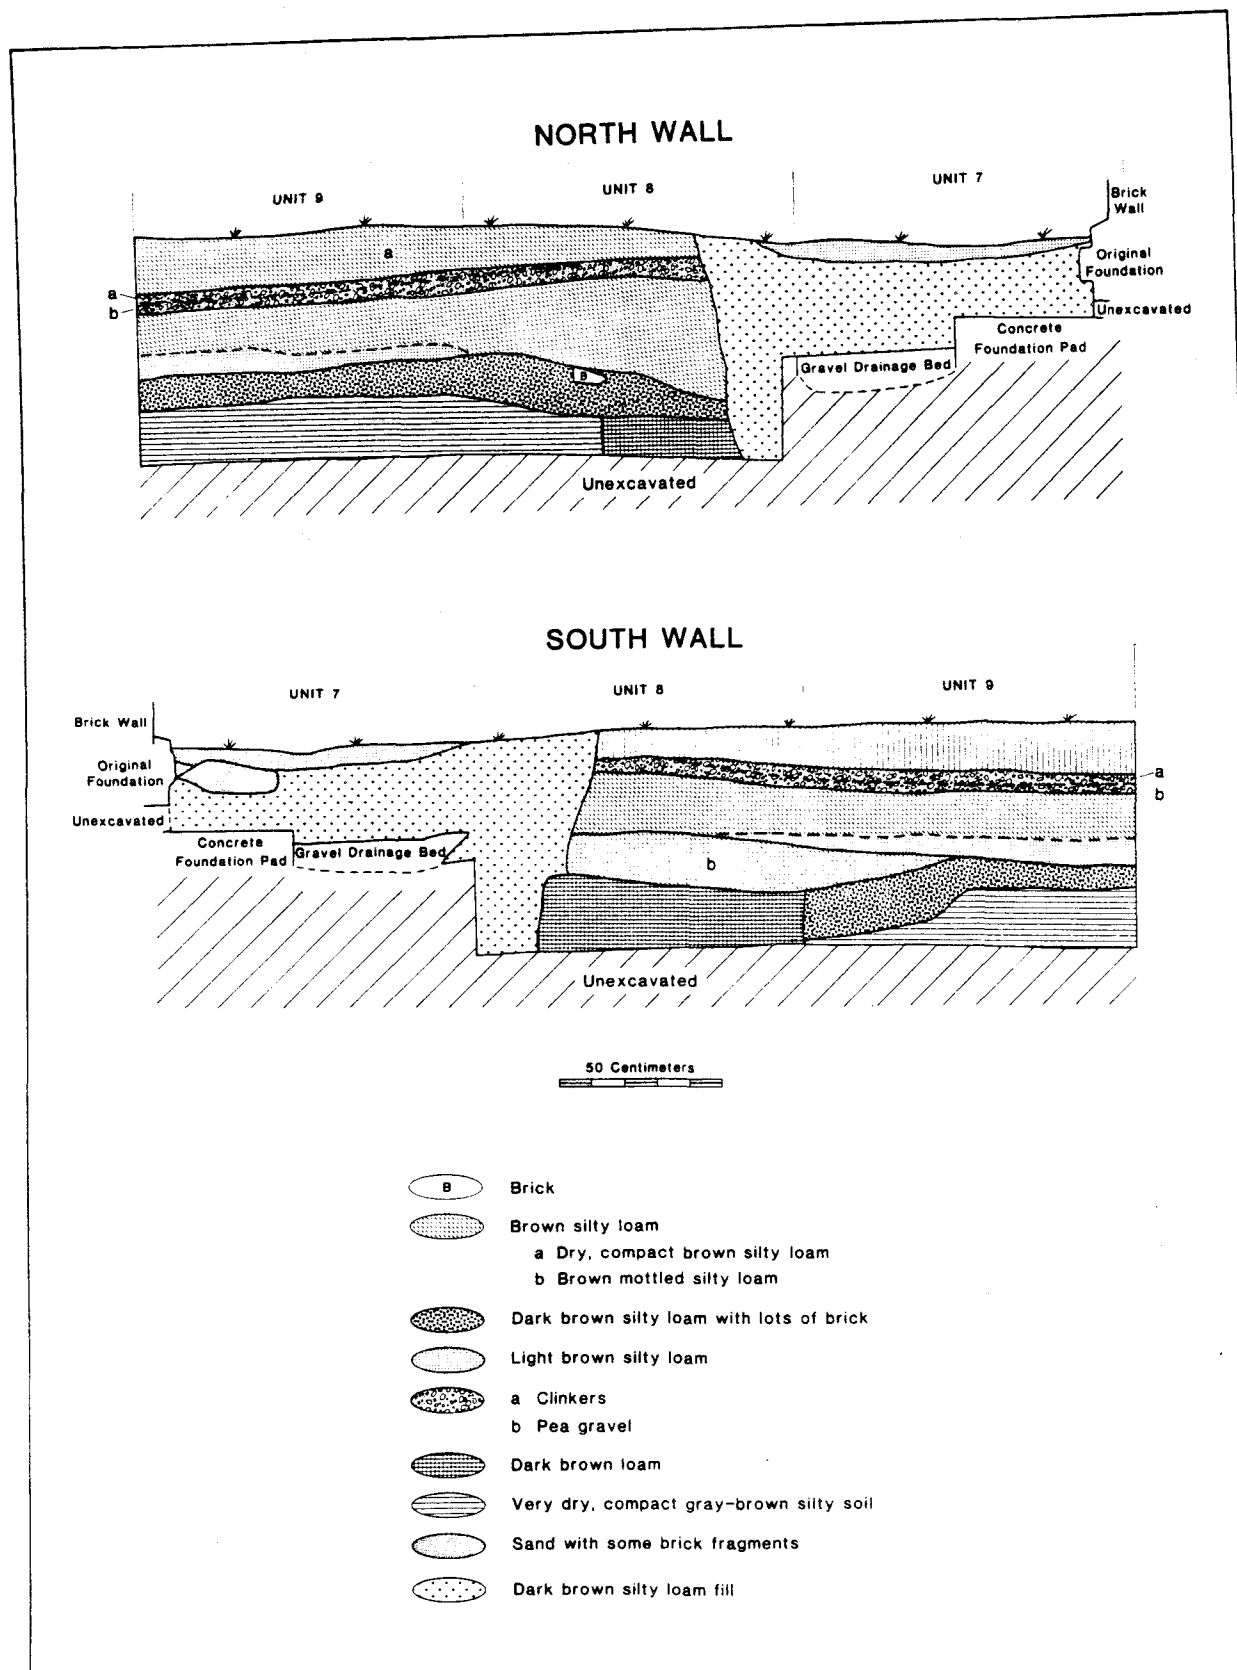 NORTH WALL
UNIT 9
UNIT 8
UNIT 7
Brick
Wall
a
Original
Foundation
a
b
Unexcavated
Concrete
Foundation Pad
Gravel Drainage Bed
B
Unexcavated
SOUTH WALL
UNIT 7
UNIT 8
UNIT 9
Brick Wall
Original
Foundation
a
b
Unexcavated
Concrete
Foundation Pad
Gravel Drainage Bed
b
Unexcavated
50 Centimeters
B Brick
Brown silty loam
a Dry, compact brown silty loam
b Brown mottled silty loam
Dark brown silty loam with lots of brick
Light brown silty loam
a Clinkers
b Pea gravel
Dark brown loam
Very dry, compact gray-brown silty soil
Sand with some brick fragments
Dark brown silty loam fill